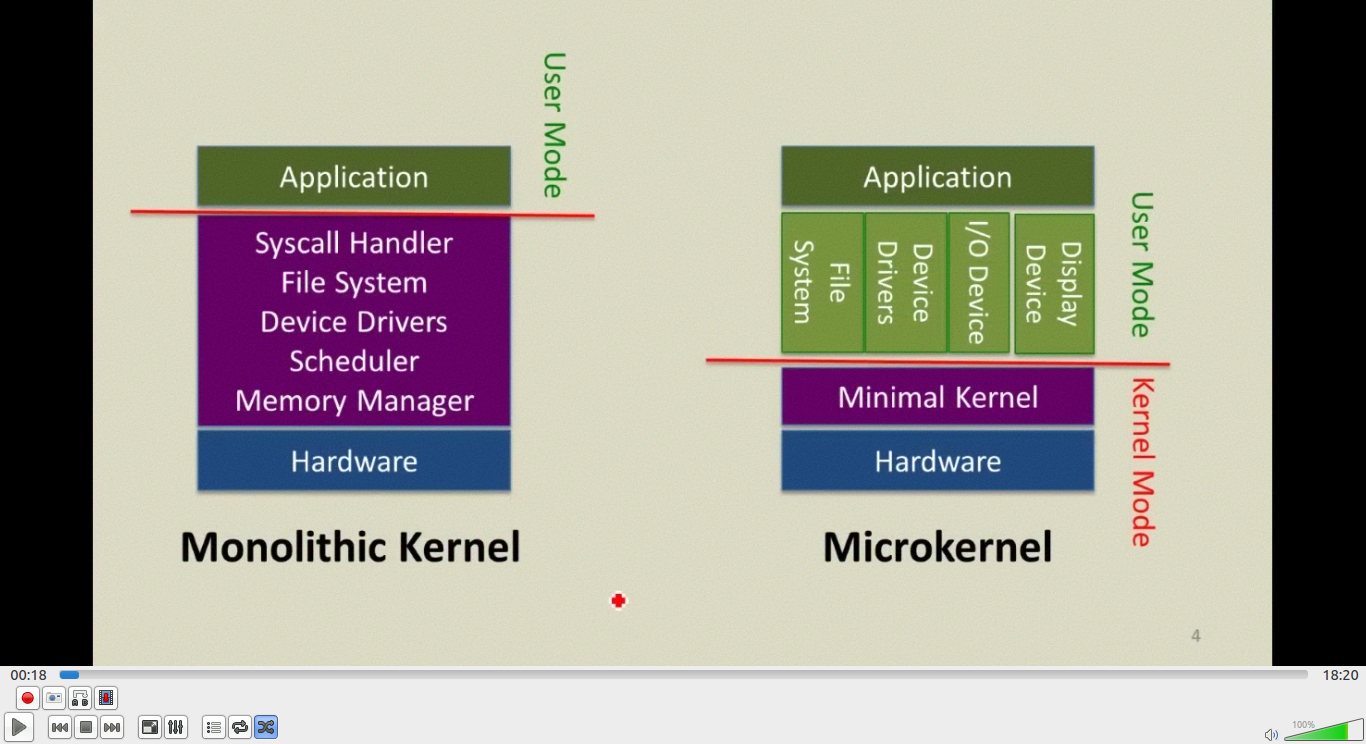 User Mode
Application
Syscall Handler
File System
Device Drivers
Scheduler
Memory Manager
Hardware
Monolithic Kernel
Application
File
System
Device
Drivers
I/O Device
Display
Device
User Mode
Minimal Kernel
Kernel Mode
Hardware
Microkernel
4
00:18
18:20
100%